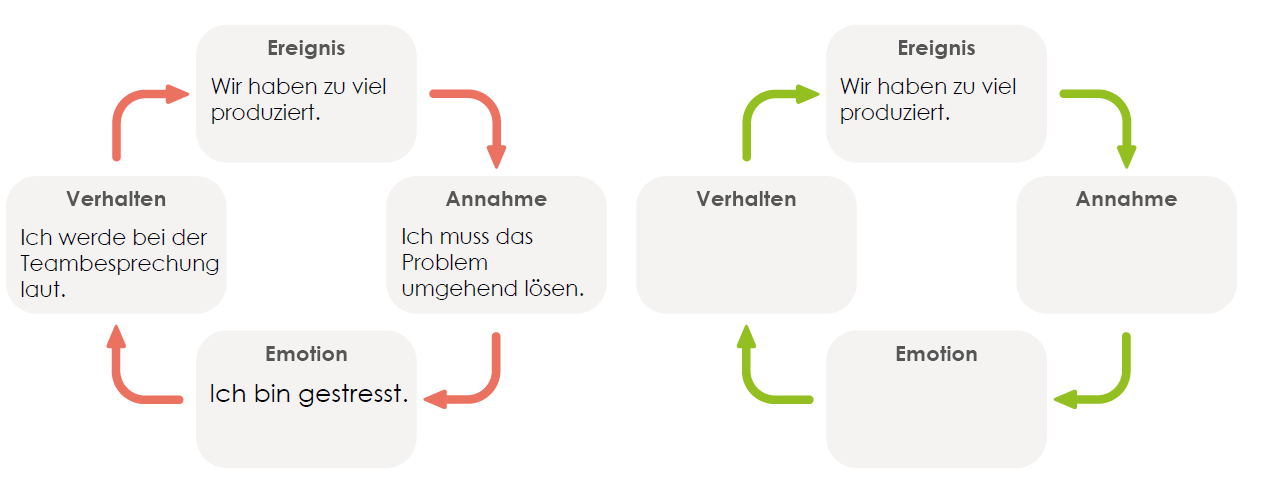 Ereignis
Wir haben zu viel
produziert.
Verhalten
Ich werde bei der
Teambesprechung
laut.
Annahme
Ich muss das
Problem
umgehend lösen.
Emotion
Ich bin gestresst.
Ereignis
Wir haben zu viel
produziert.
Verhalten
Annahme
Emotion